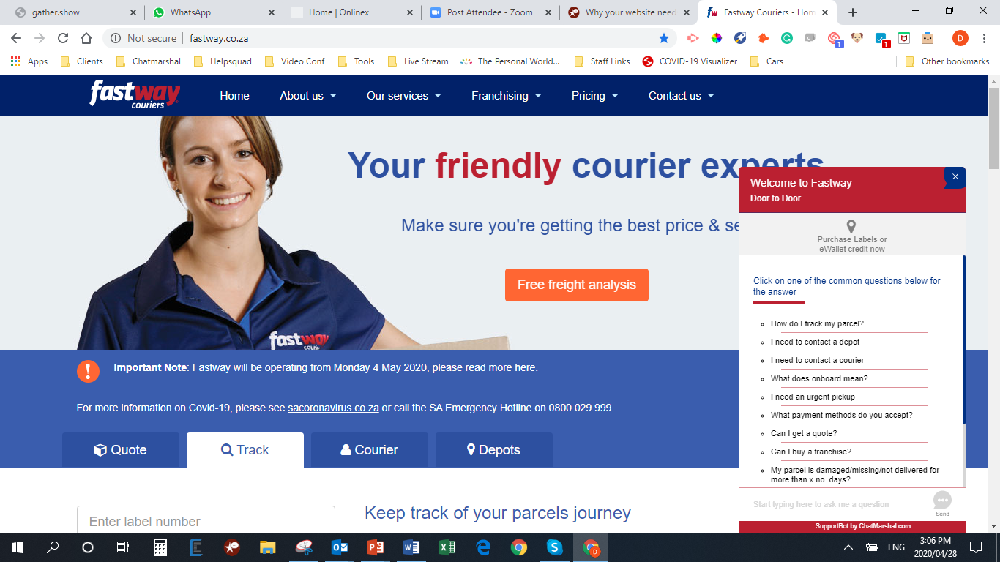 gather.show
WhatsApp
Home | Onlinex
Post Attendee - Zoom
Why your website need
Fastway Couriers - Hom
Not secure | fastway.co.za
1
1
D
Apps
Clients
Chatmarshal
Helpsquad
Video Conf
Tools
Live Stream
The Personal World...
Staff Links
COVID-19 Visualizer
Cars
Other bookmarks
fastway
couriers
Home
About us
Our services
Franchising
Pricing
Contact us
Your friendly courier experts
Make sure you're getting the best price & se
Free freight analysis
fastway
Important Note: Fastway will be operating from Monday 4 May 2020, please read more here.
For more information on Covid-19, please see sacoronavirus.co.za or call the SA Emergency Hotline on 0800 029 999.
Quote
Track
Courier
Depots
Enter label number
Keep track of your parcels journey
Welcome to Fastway
Door to Door
Purchase Labels or
eWallet credit now
Click on one of the common questions below for
the answer
How do I track my parcel?
I need to contact a depot
I need to contact a courier
What does onboard mean?
I need an urgent pickup
What payment methods do you accept?
Can I get a quote?
Can I buy a franchise?
My parcel is damaged/missing/not delivered for
more than x no. days?
Start typing here to ask me a question
Send
SupportBot by ChatMarshal.com
ENG
3:06 PM
2020/04/28